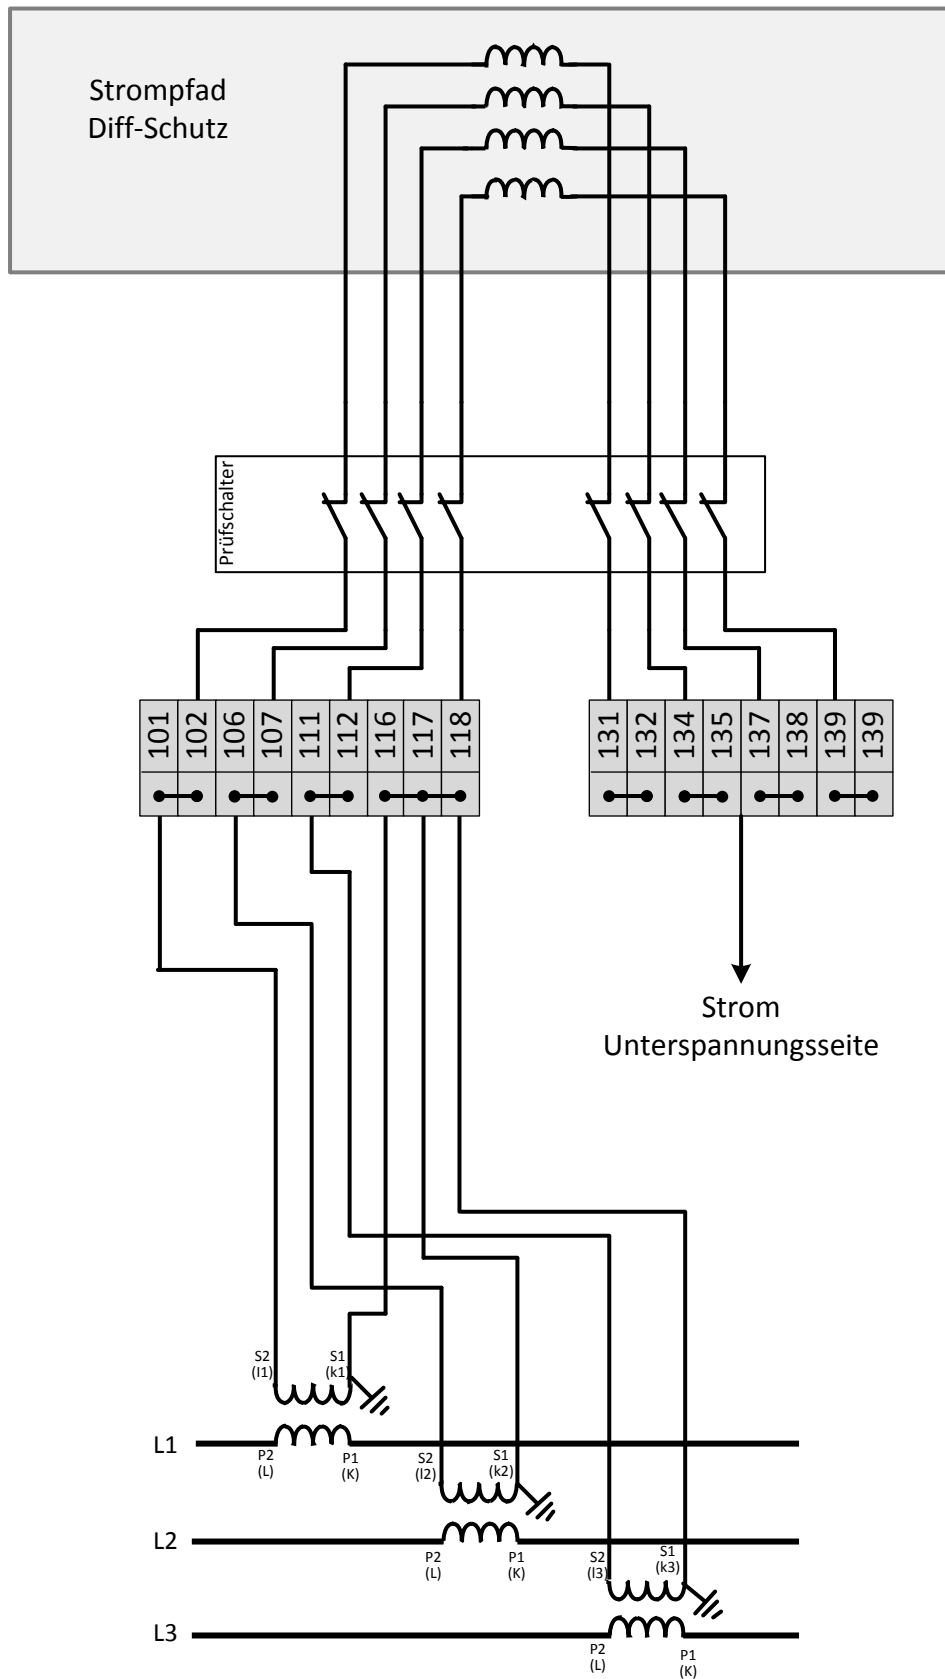 Strompfad
Diff-Schutz
Prüfschalter
101 102 106 107 111 112 116 117 118
131 132 134 135 137 138 139 139
Strom
Unterspannungsseite
S2
(l1)
S1
(k1)
L1
P2
(L)
P1
(K)
S2
(l2)
S1
(k2)
L2
P2
(L)
P1
(K)
S2
(l3)
S1
(k3)
L3
P2
(L)
P1
(K)